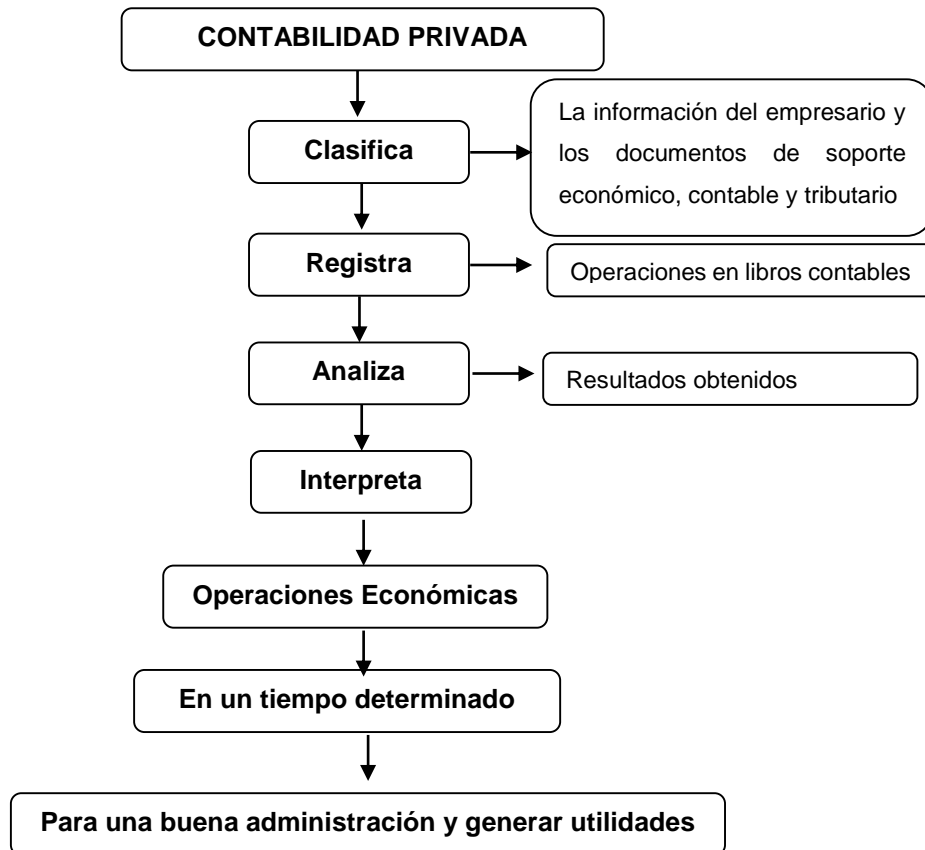 CONTABILIDAD PRIVADA
Clasifica
La información del empresario y
los documentos de soporte
económico, contable y tributario
Registra
Operaciones en libros contables
Analiza
Resultados obtenidos
Interpreta
Operaciones Económicas
En un tiempo determinado
Para una buena administración y generar utilidades